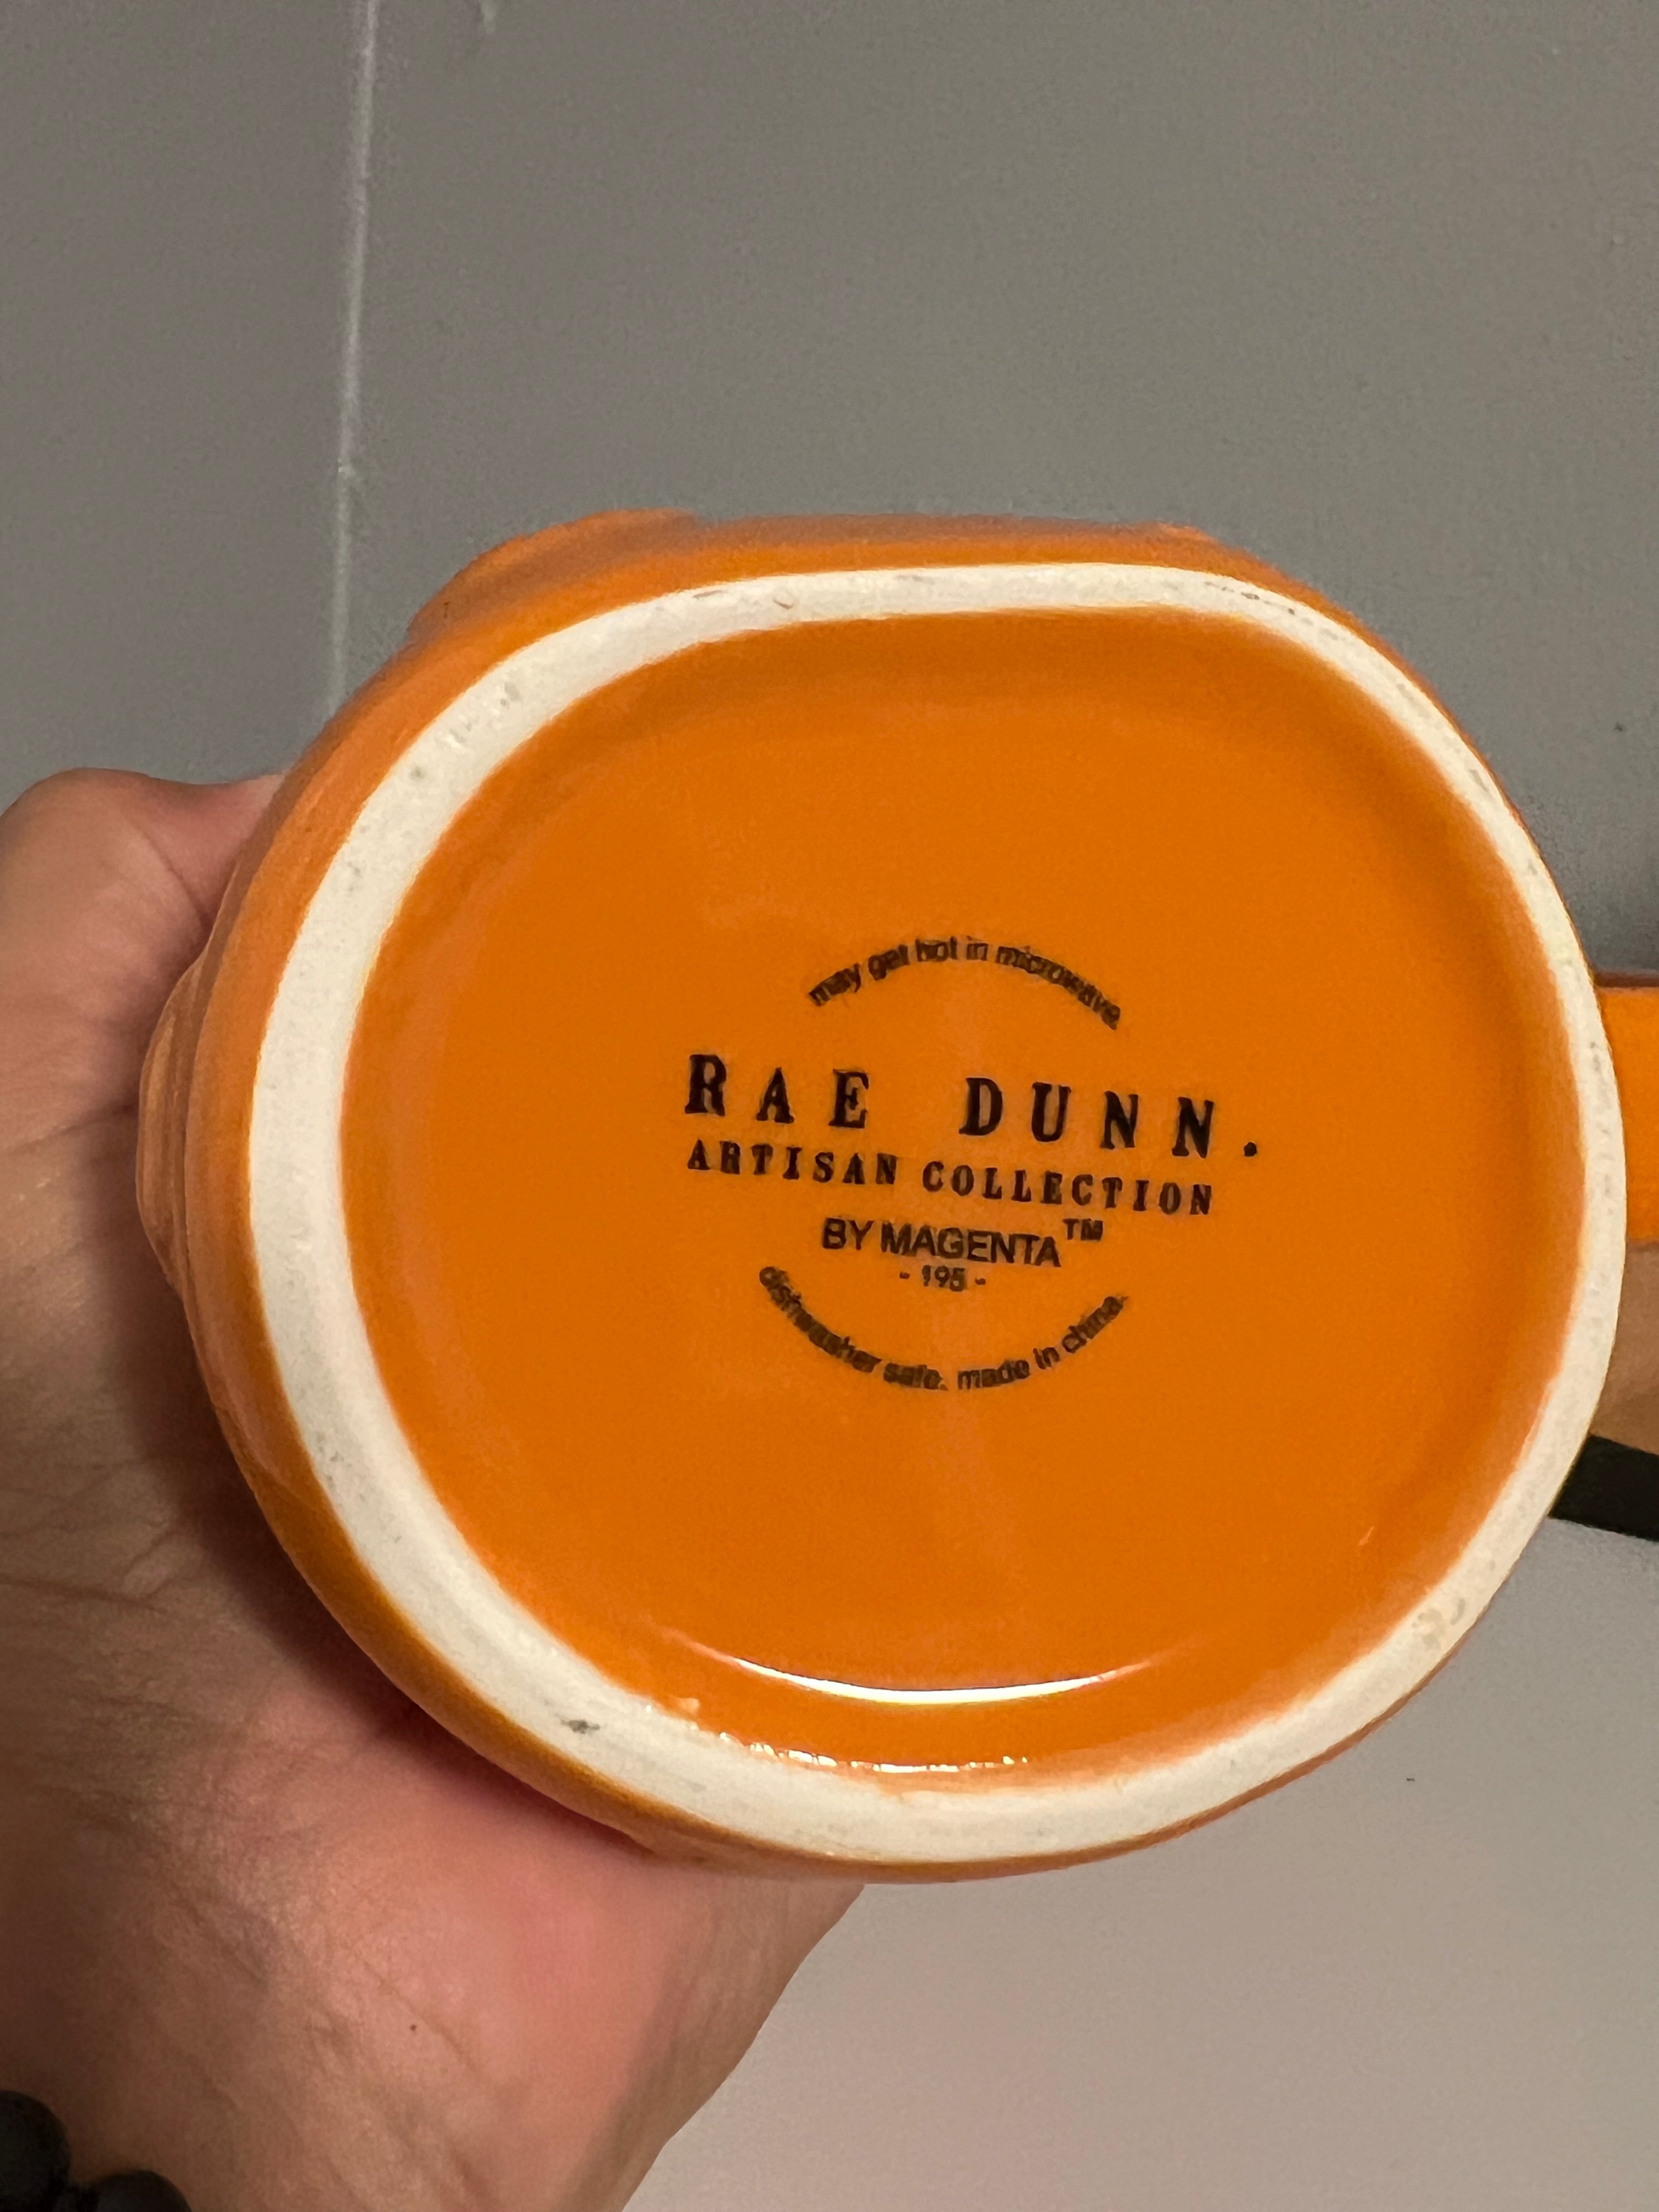 may get hot in microwave.
RAE DUNN.
ARTISAN COLLECTION
BY MAGENTA™
- 195 -
dishwasher safe. made in china.